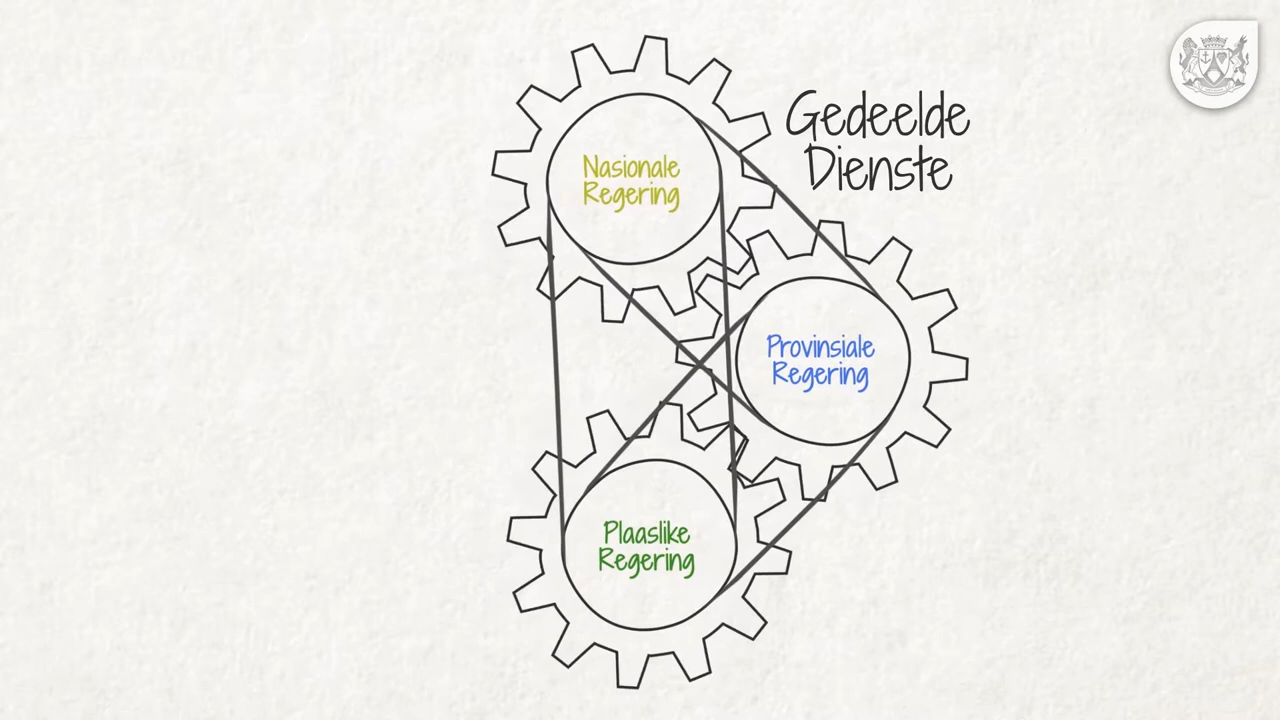 Gedeelde
Dienste
Nasionale
Regering
Provinsiale
Regering
Plaaslike
Regering